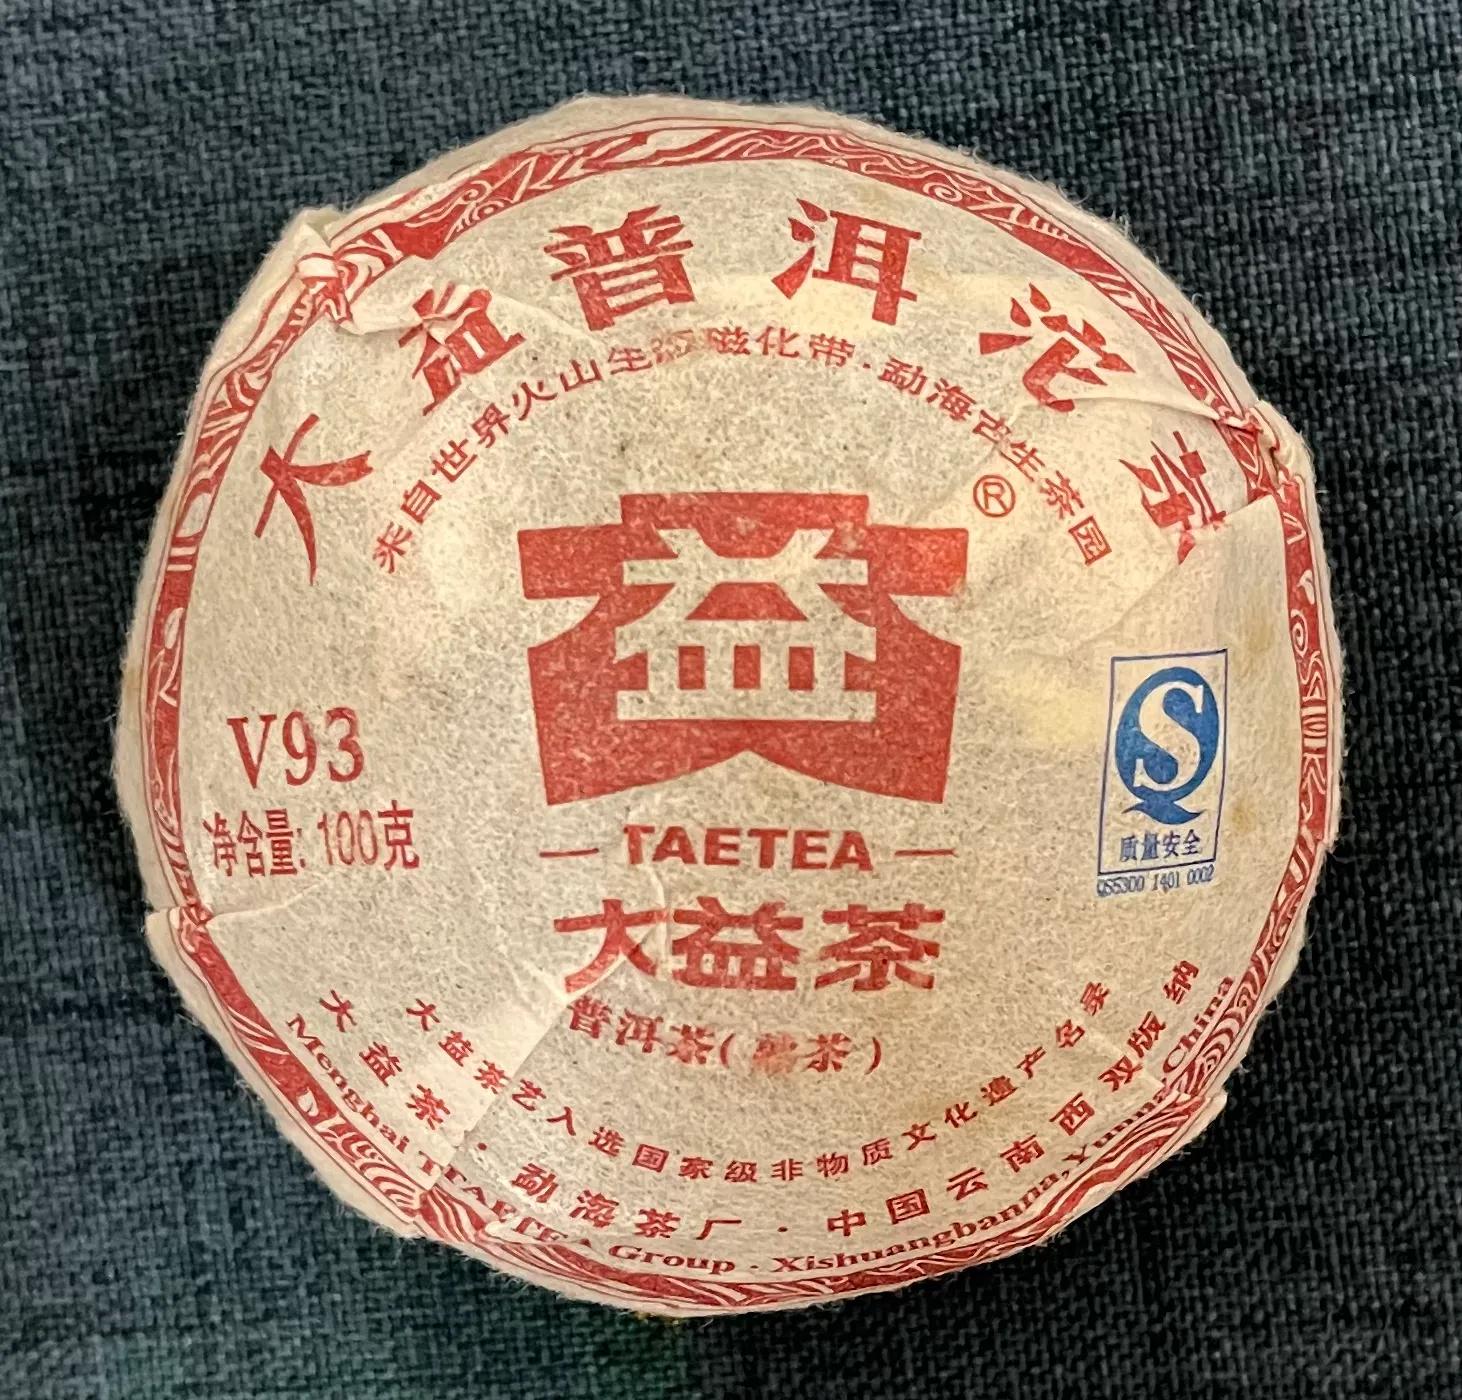 大益普洱沱茶
来自世界火山生态磁化带·勐海古生茶园
®
益
V93
净含量: 100克
TAETEA
大益茶
普洱茶(熟茶)
S
质量安全
QS5300 1401 0002
大益茶艺入选国家级非物质文化遗产名录
大益茶·勐海茶厂·中国云南西双版纳
TAETEA Group · Xishuangbanna, Yunnan China